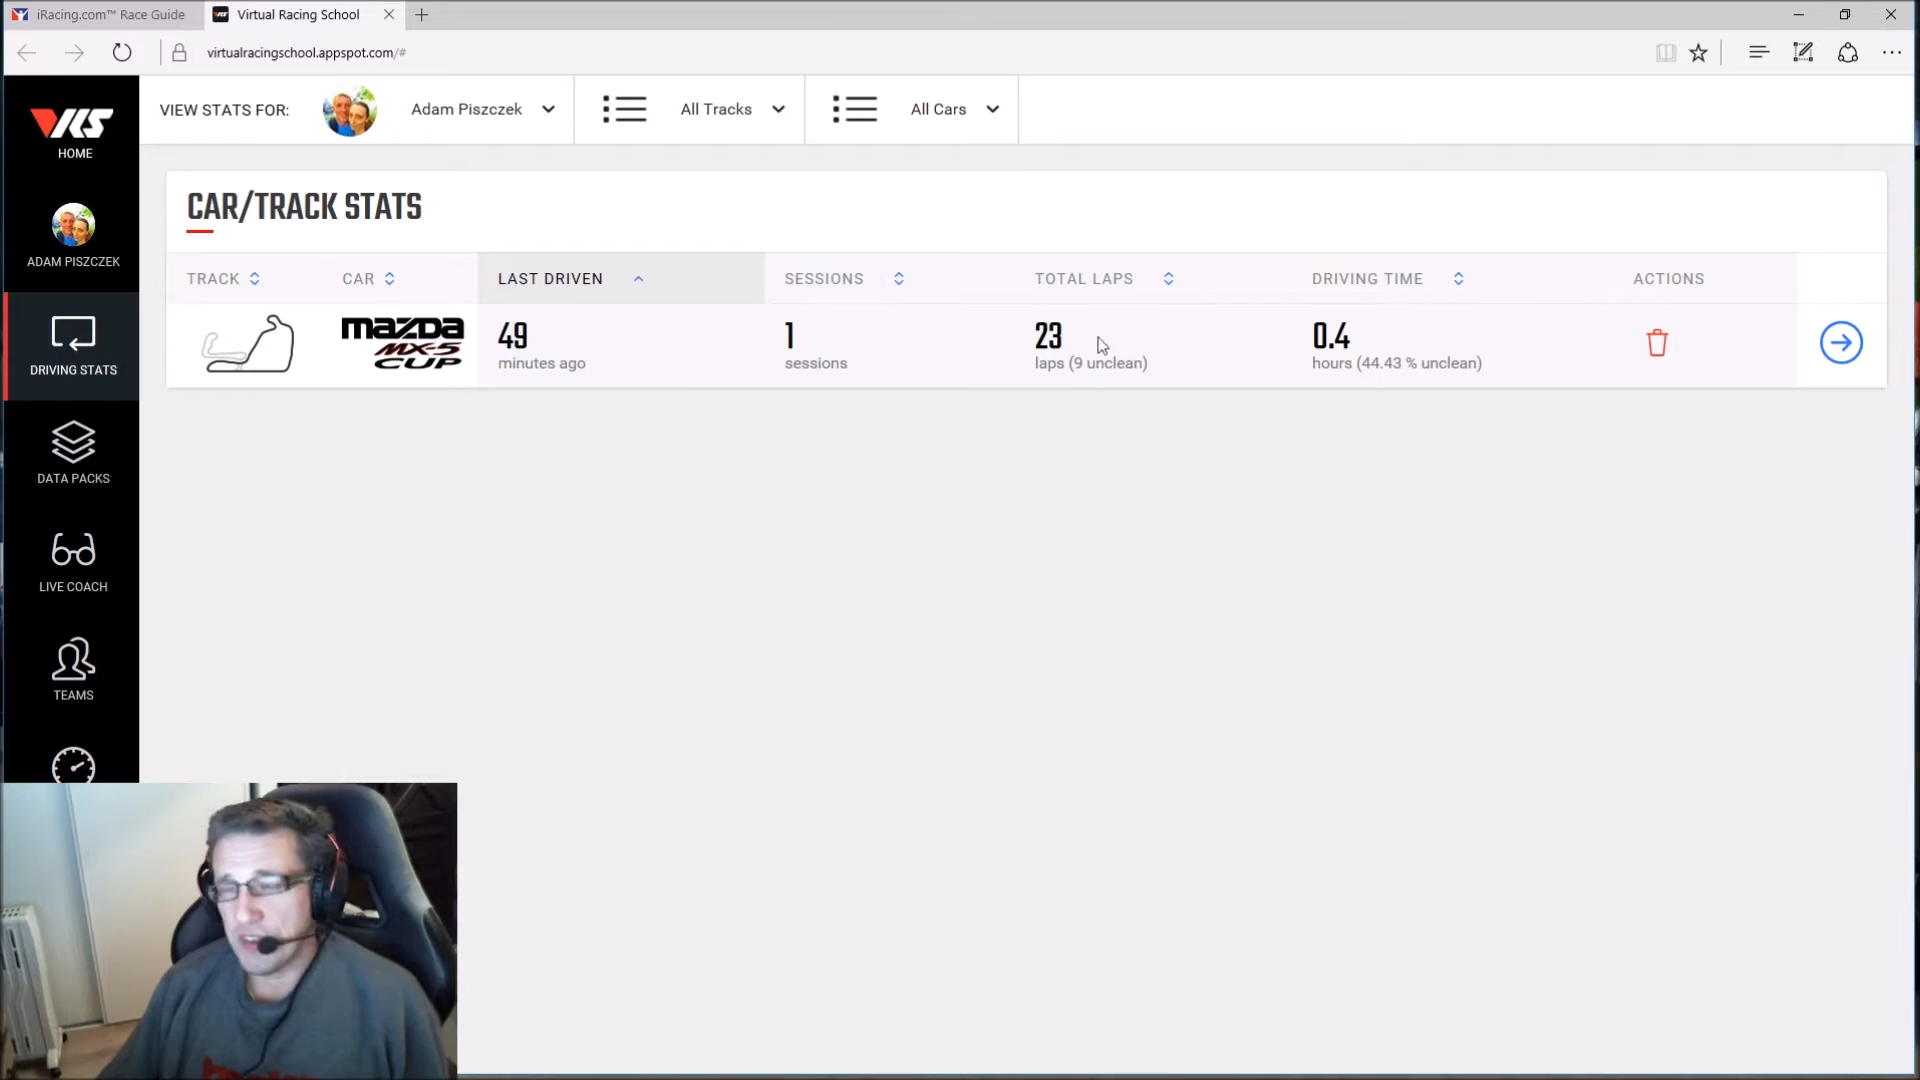 iRacing.com™ Race Guide
Virtual Racing School
virtualracingschool.appspot.com/#
VRS
HOME
VIEW STATS FOR:
Adam Piszczek
All Tracks
All Cars
ADAM PISZCZEK
DRIVING STATS
DATA PACKS
LIVE COACH
TEAMS
CAR/TRACK STATS
TRACK
CAR
LAST DRIVEN
SESSIONS
TOTAL LAPS
DRIVING TIME
ACTIONS
mazda
MX-5
CUP
49
minutes ago
1
sessions
23
laps (9 unclean)
0.4
hours (44.43 % unclean)